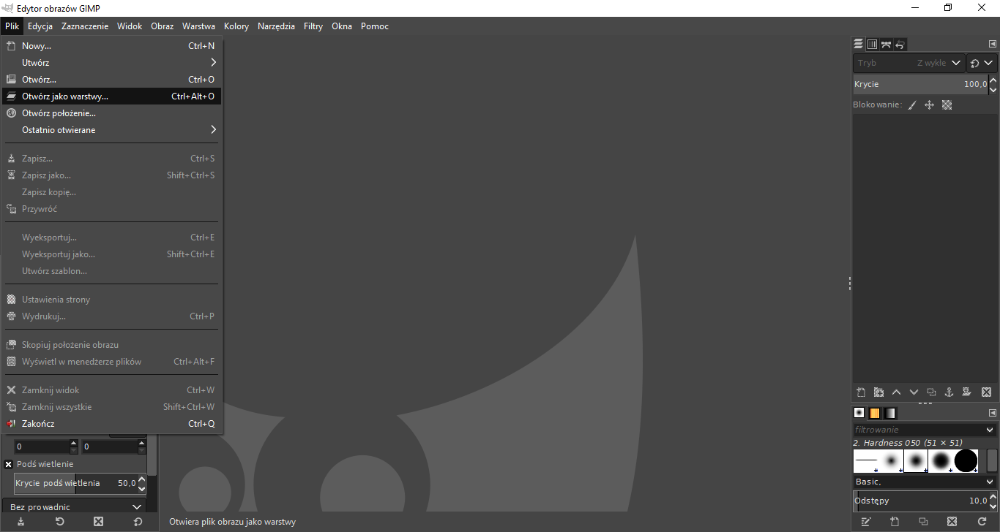 Edytor obrazów GIMP
Plik Edycja Zaznaczenie Widok Obraz Warstwa Kolory Narzędzia Filtry Okna Pomoc
Nowy... Ctrl+N
Utwórz
Otwórz... Ctrl+O
Otwórz jako warstwy... Ctrl+Alt+O
Otwórz położenie...
Ostatnio otwierane
Zapisz... Ctrl+S
Zapisz jako... Shift+Ctrl+S
Zapisz kopię...
Przywróć
Wyeksportuj... Ctrl+E
Wyeksportuj jako... Shift+Ctrl+E
Utwórz szablon...
Ustawienia strony
Wydrukuj... Ctrl+P
Skopiuj położenie obrazu
Wyświetl w menedżerze plików Ctrl+Alt+F
Zamknij widok Ctrl+W
Zamknij wszystkie Shift+Ctrl+W
Zakończ Ctrl+Q
0 0
Podświetlenie
Krycie podświetlenia 50,0
Bez prowadnic
Otwiera plik obrazu jako warstwy
Tryb Zwykłe
Krycie 100,0
Blokowanie:
filtrowanie
2. Hardness 050 (51 × 51)
Basic,
Odstępy 10,0